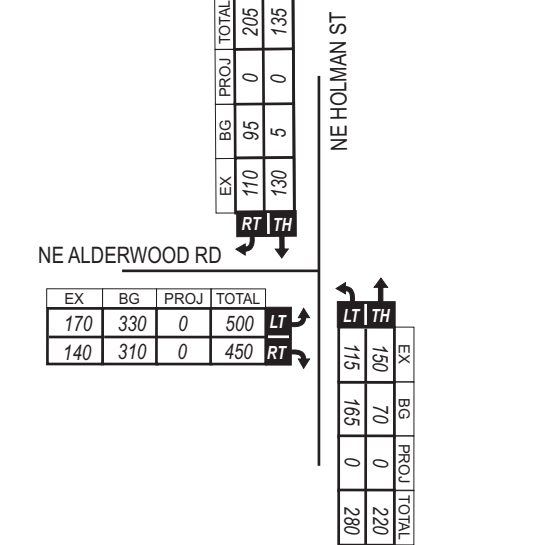 TOTAL 205 135
PROJ 0 0
BG 95 5
EX 110 130
RT TH
NE HOLMAN ST
NE ALDERWOOD RD
EX BG PROJ TOTAL
170 330 0 500 LT
140 310 0 450 RT
LT TH
115 150 EX
165 70 BG
0 0 PROJ
280 220 TOTAL